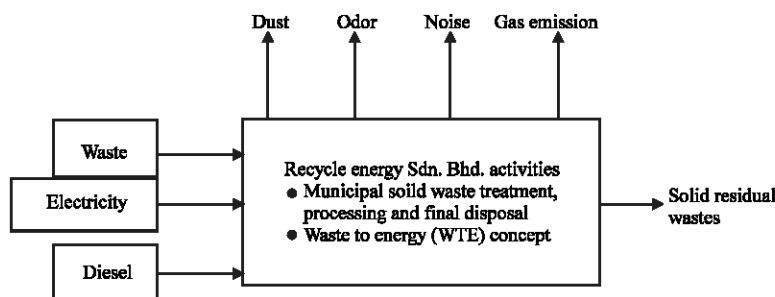 Dust Odor Noise Gas emission
Waste
Electricity
Diesel
Recycle energy Sdn. Bhd. activities
● Municipal soild waste treatment,
processing and final disposal
● Waste to energy (WTE) concept
Solid residual
wastes